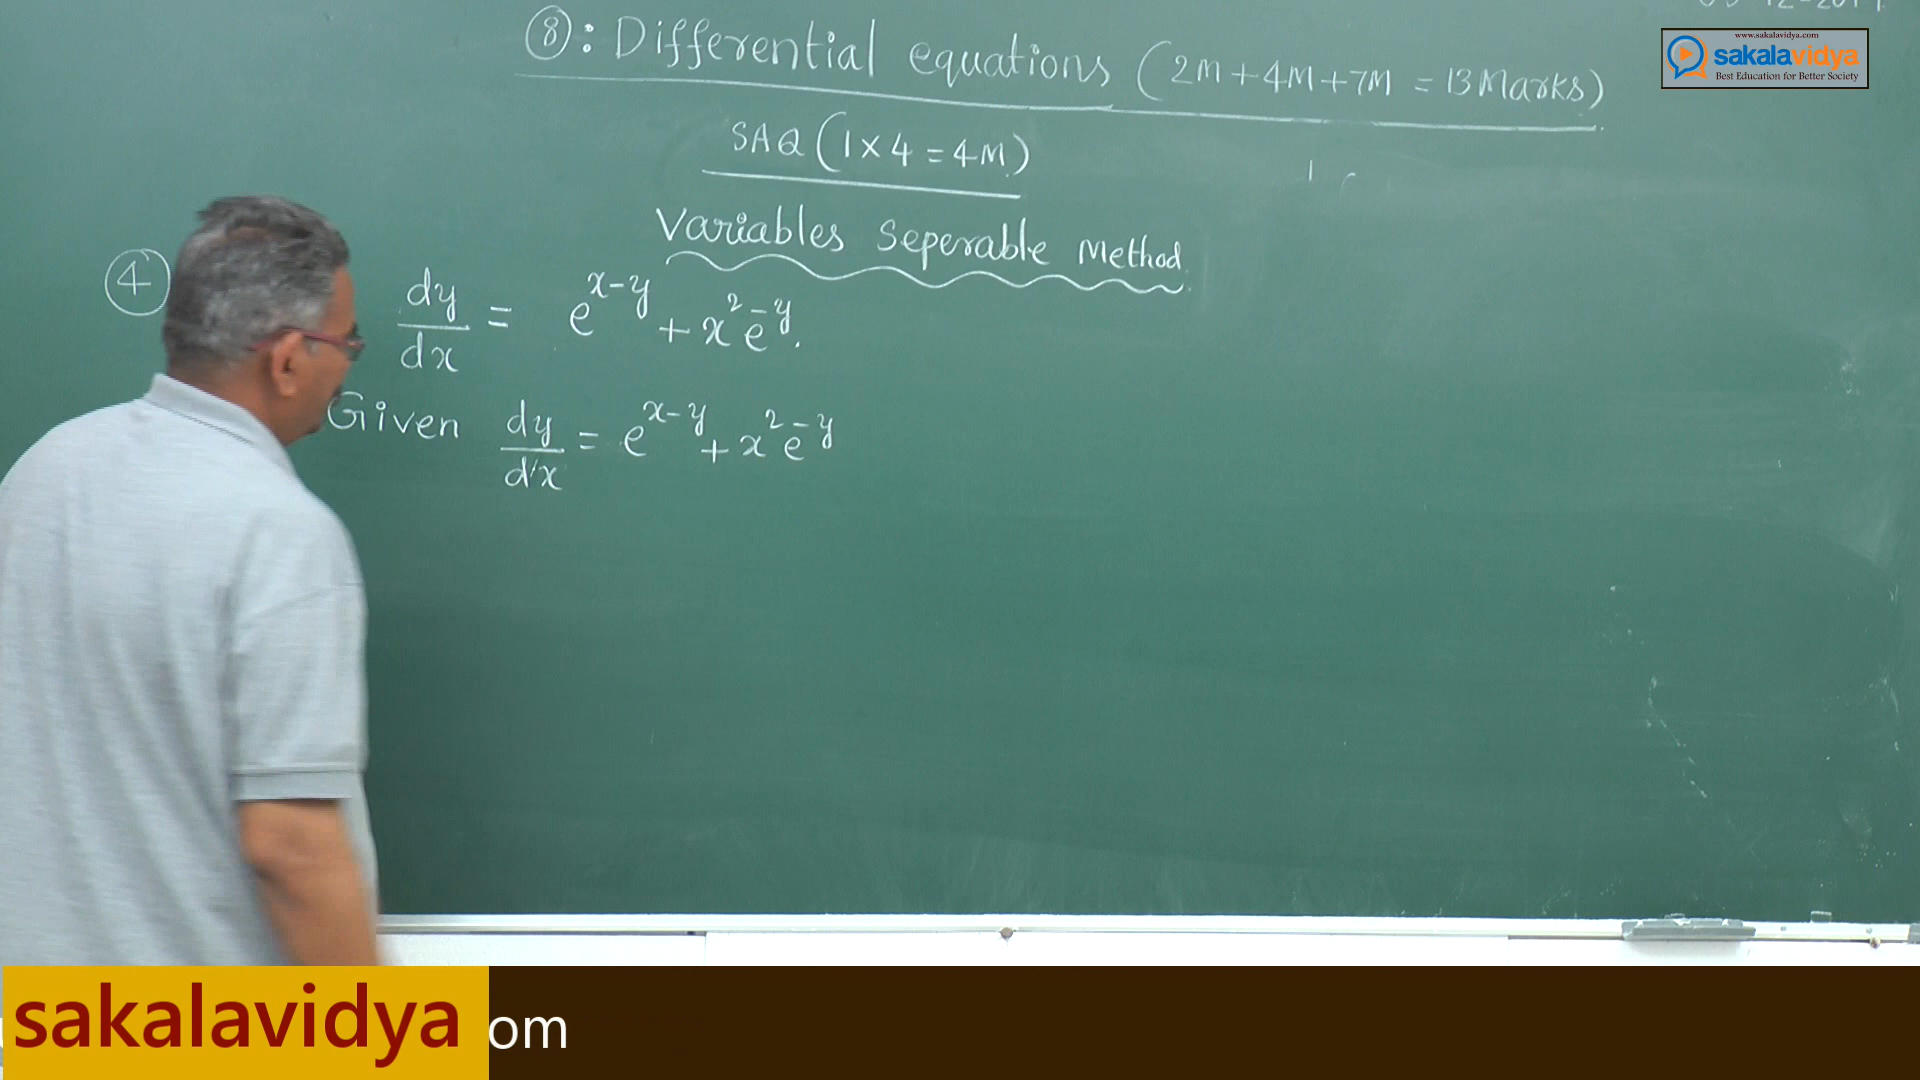 ⑧: Differential equations (2M+4M+7M = 13 Marks)
www.sakalavidya.com
sakalavidya
Best Education for Better Society
SAQ (1×4=4M)
Variables Seperable Method
④ dy/dx = e^(x-y) + x²e^-y.
Given dy/dx = e^(x-y) + x²e^-y
sakalavidya
om